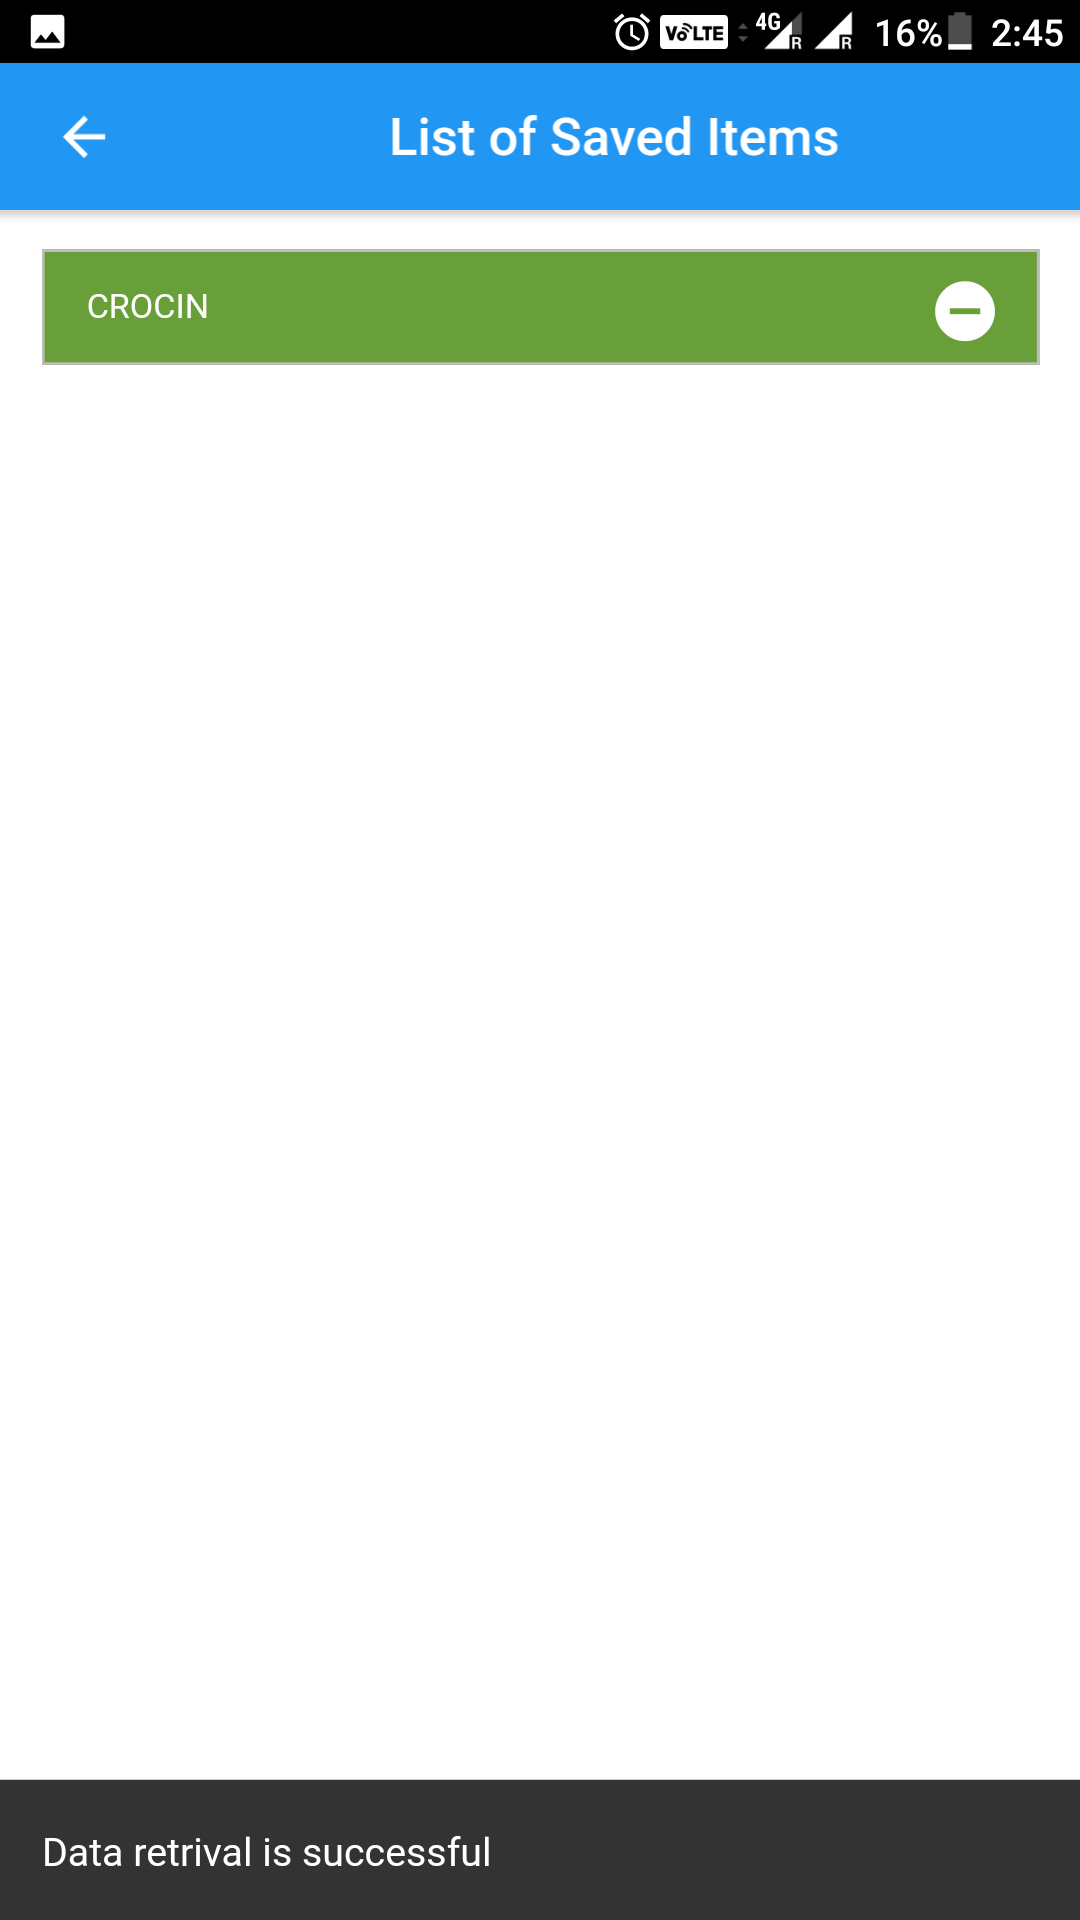 VoLTE 4G R R 16% 2:45
List of Saved Items
CROCIN
Data retrival is successful